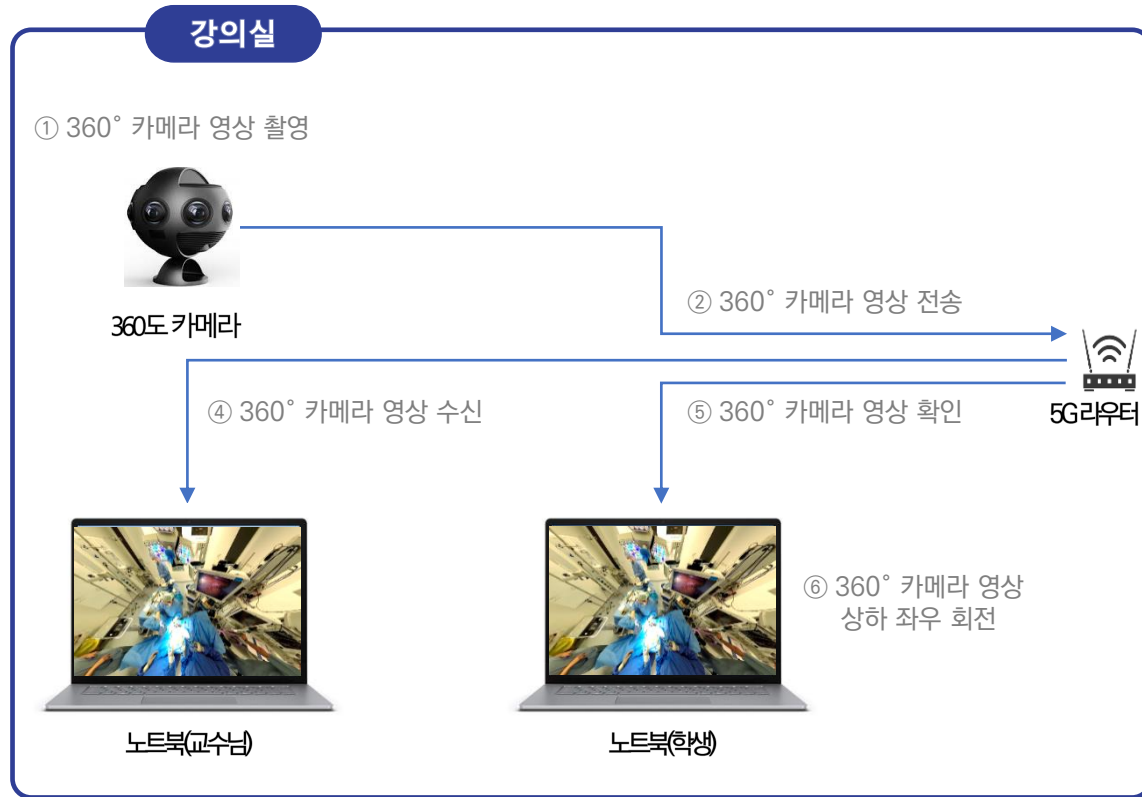 강의실
① 360° 카메라 영상 촬영
360도 카메라
② 360° 카메라 영상 전송
5G 라우터
④ 360° 카메라 영상 수신
⑤ 360° 카메라 영상 확인
⑥ 360° 카메라 영상
상하 좌우 회전
노트북(교수님)
노트북(학생)